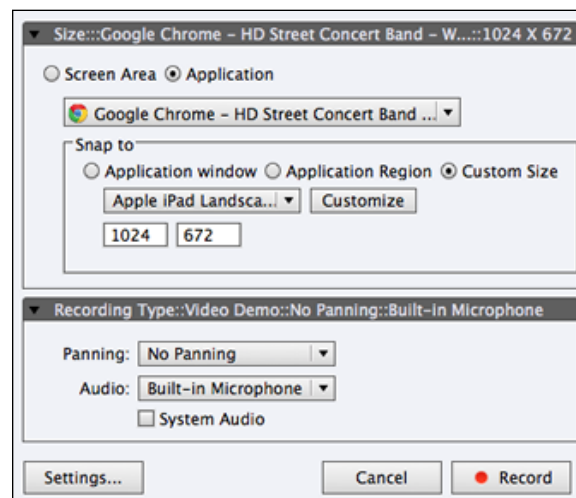 Size:::Google Chrome – HD Street Concert Band – W...::1024 X 672
Screen Area Application
Google Chrome – HD Street Concert Band ...
Snap to
Application window Application Region Custom Size
Apple iPad Landsca... Customize
1024 672
Recording Type::Video Demo::No Panning::Built-in Microphone
Panning: No Panning
Audio: Built-in Microphone
System Audio
Settings... Cancel Record